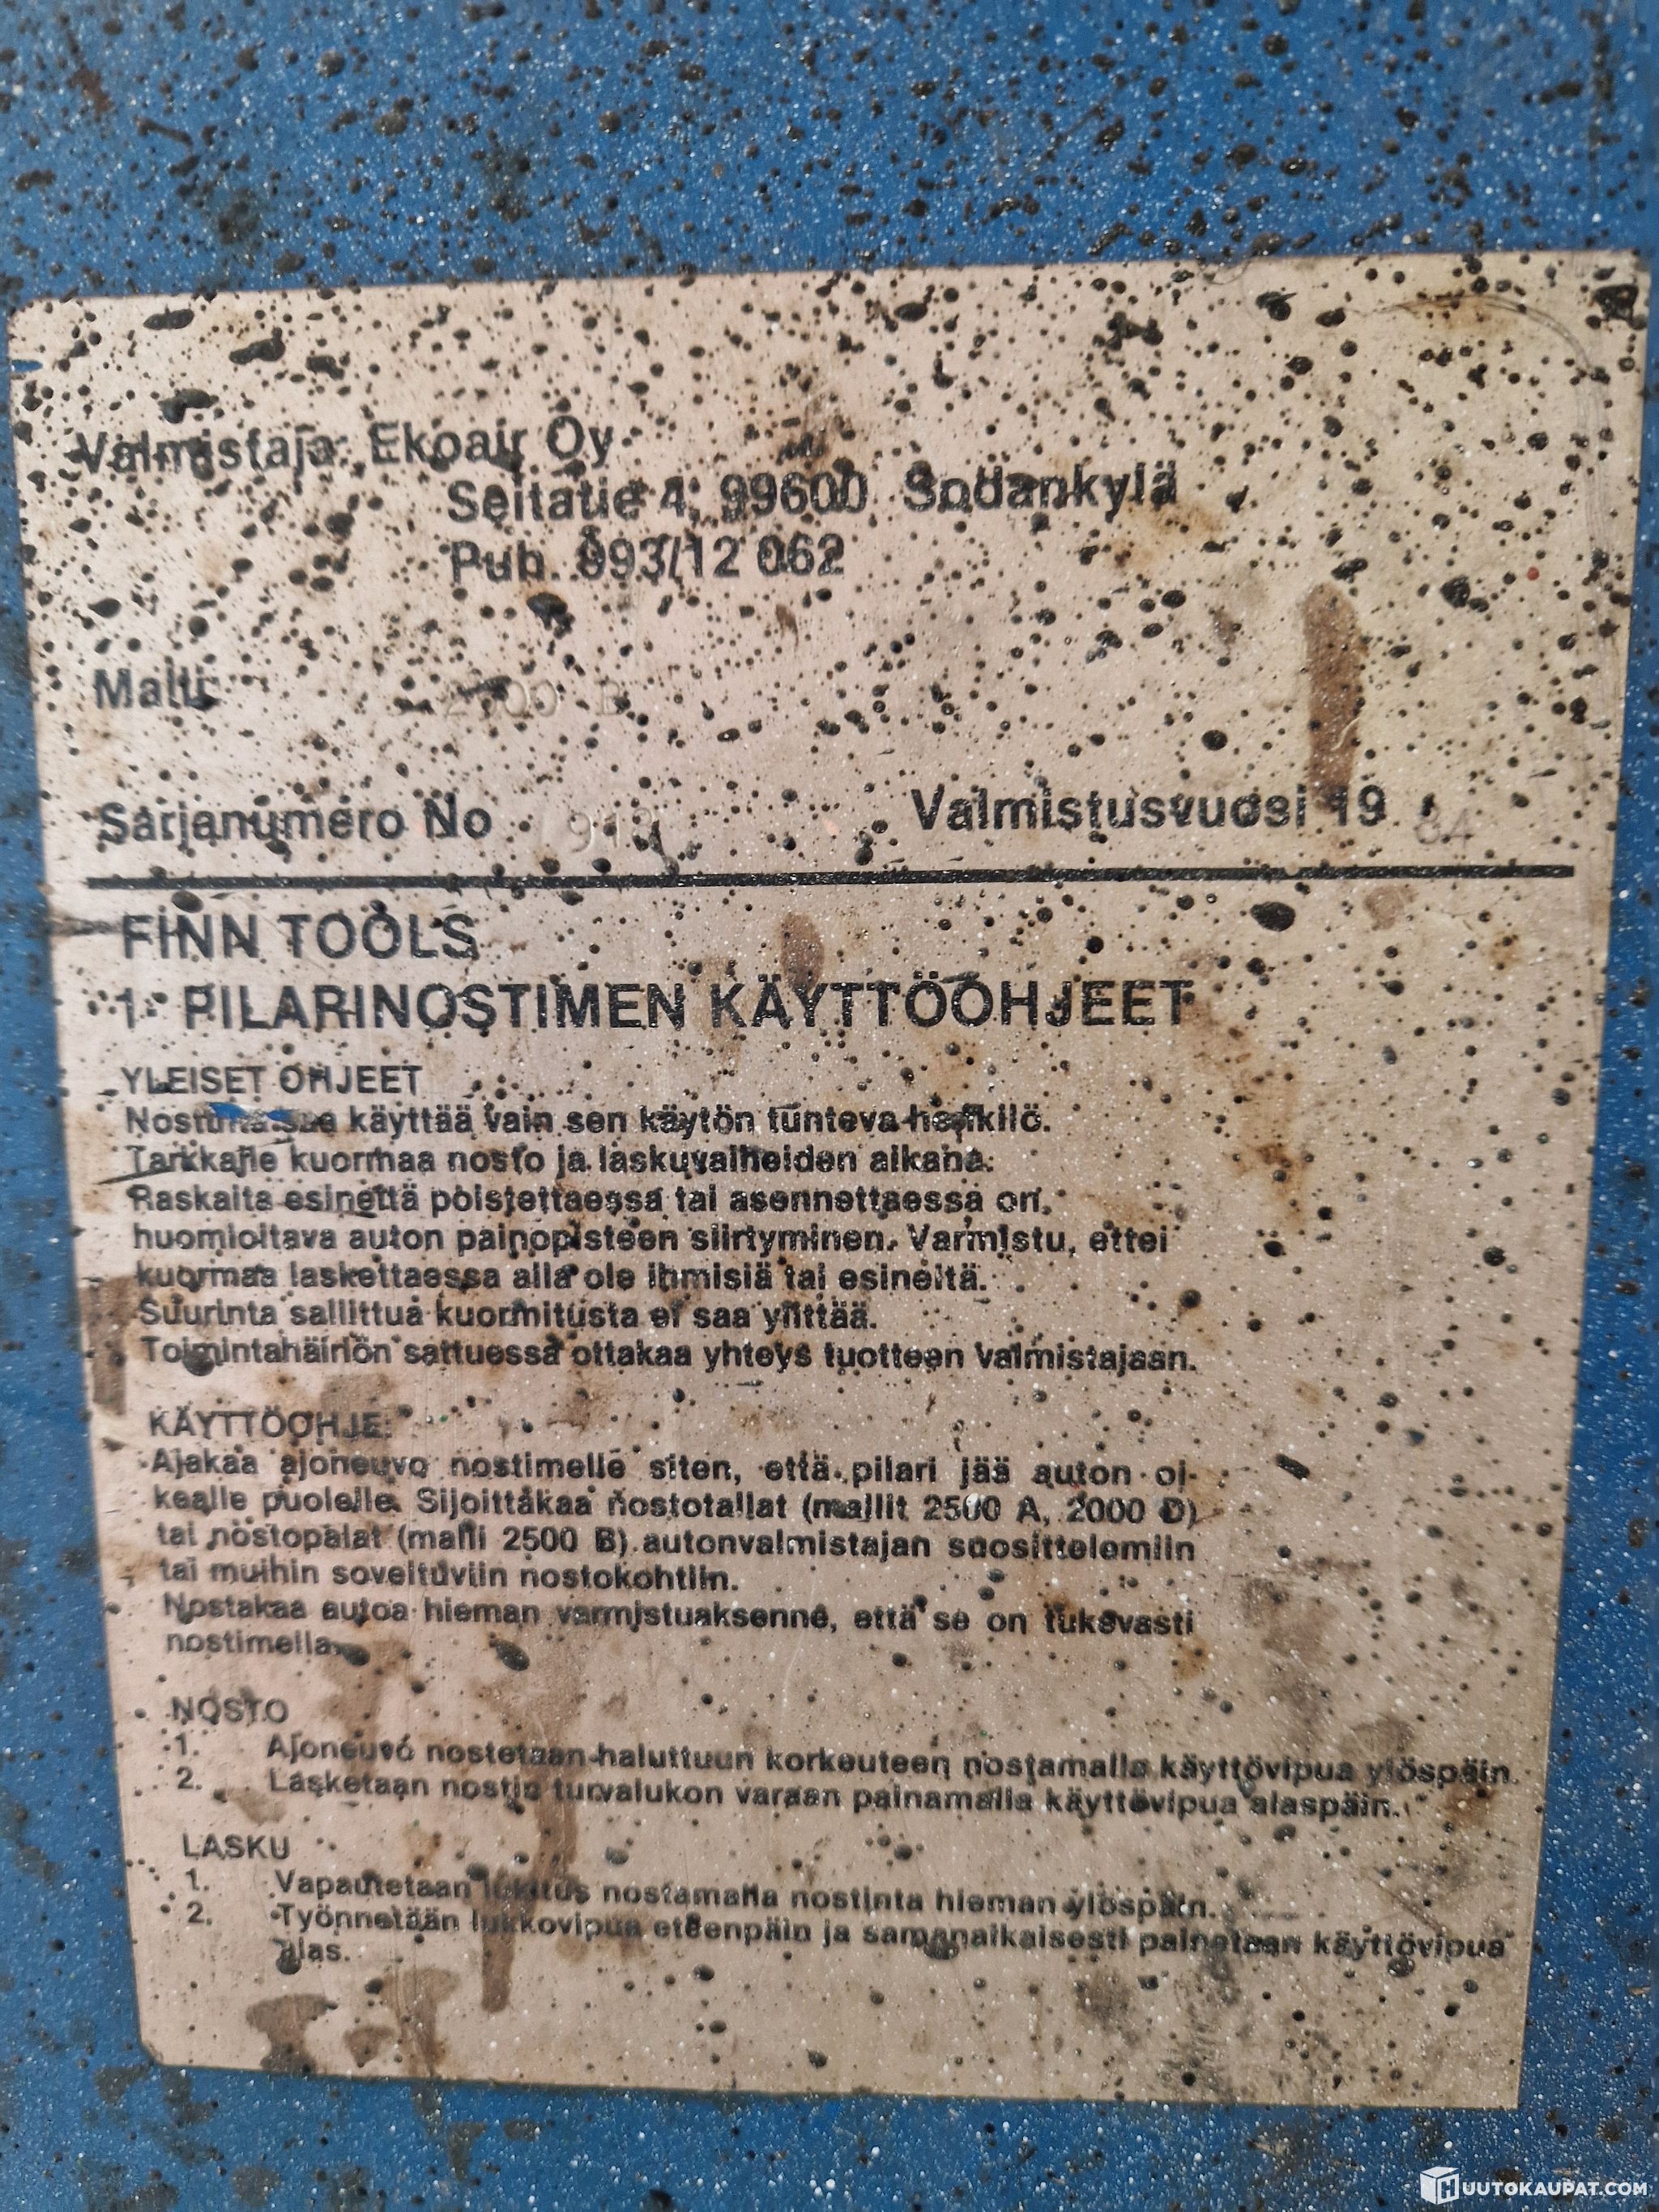 Valmistaja: Ekoair Oy
Seitatie 4, 99600 Sodankylä
Puh. 993/12 062
Malli
Sarjanumero No Valmistusvuosi 19 84
FINN TOOLS
1- PILARINOSTIMEN KÄYTTÖOHJEET
YLEISET OHJEET
Nostinta saa käyttää vain sen käytön tunteva henkilö.
Tarkkaile kuormaa nosto ja laskuvaiheiden aikana.
Raskaita esineitä poistettaessa tai asennettaessa on
huomioitava auton painopisteen siirtyminen. Varmistu, ettei
kuormaa laskettaessa alla ole ihmisiä tai esineitä.
Suurinta sallittua kuormitusta ei saa ylittää.
Toimintahäiriön sattuessa ottakaa yhteys tuotteen valmistajaan.
KÄYTTÖOHJE:
Ajakaa ajoneuvo nostimelle siten, että pilari jää auton oi-
kealle puolelle. Sijoittakaa nostotallat (mallit 2500 A, 2000 D)
tai nostopalat (malli 2500 B) autonvalmistajan suosittelemiin
tai muihin soveltuviin nostokohtiin.
Nostakaa autoa hieman varmistuaksenne, että se on tukevasti
nostimella.
NOSTO
1. Ajoneuvo nostetaan haluttuun korkeuteen nostamalla käyttövipua ylöspäin.
2. Lasketaan nostin turvalukon varaan painamalla käyttövipua alaspäin.
LASKU
1. Vapautetaan lukitus nostamalla nostinta hieman ylöspäin.
2. Työnnetään lukkovipua eteenpäin ja samanaikaisesti painetaan käyttövipua
alas.
HUUTOKAUPAT.COM